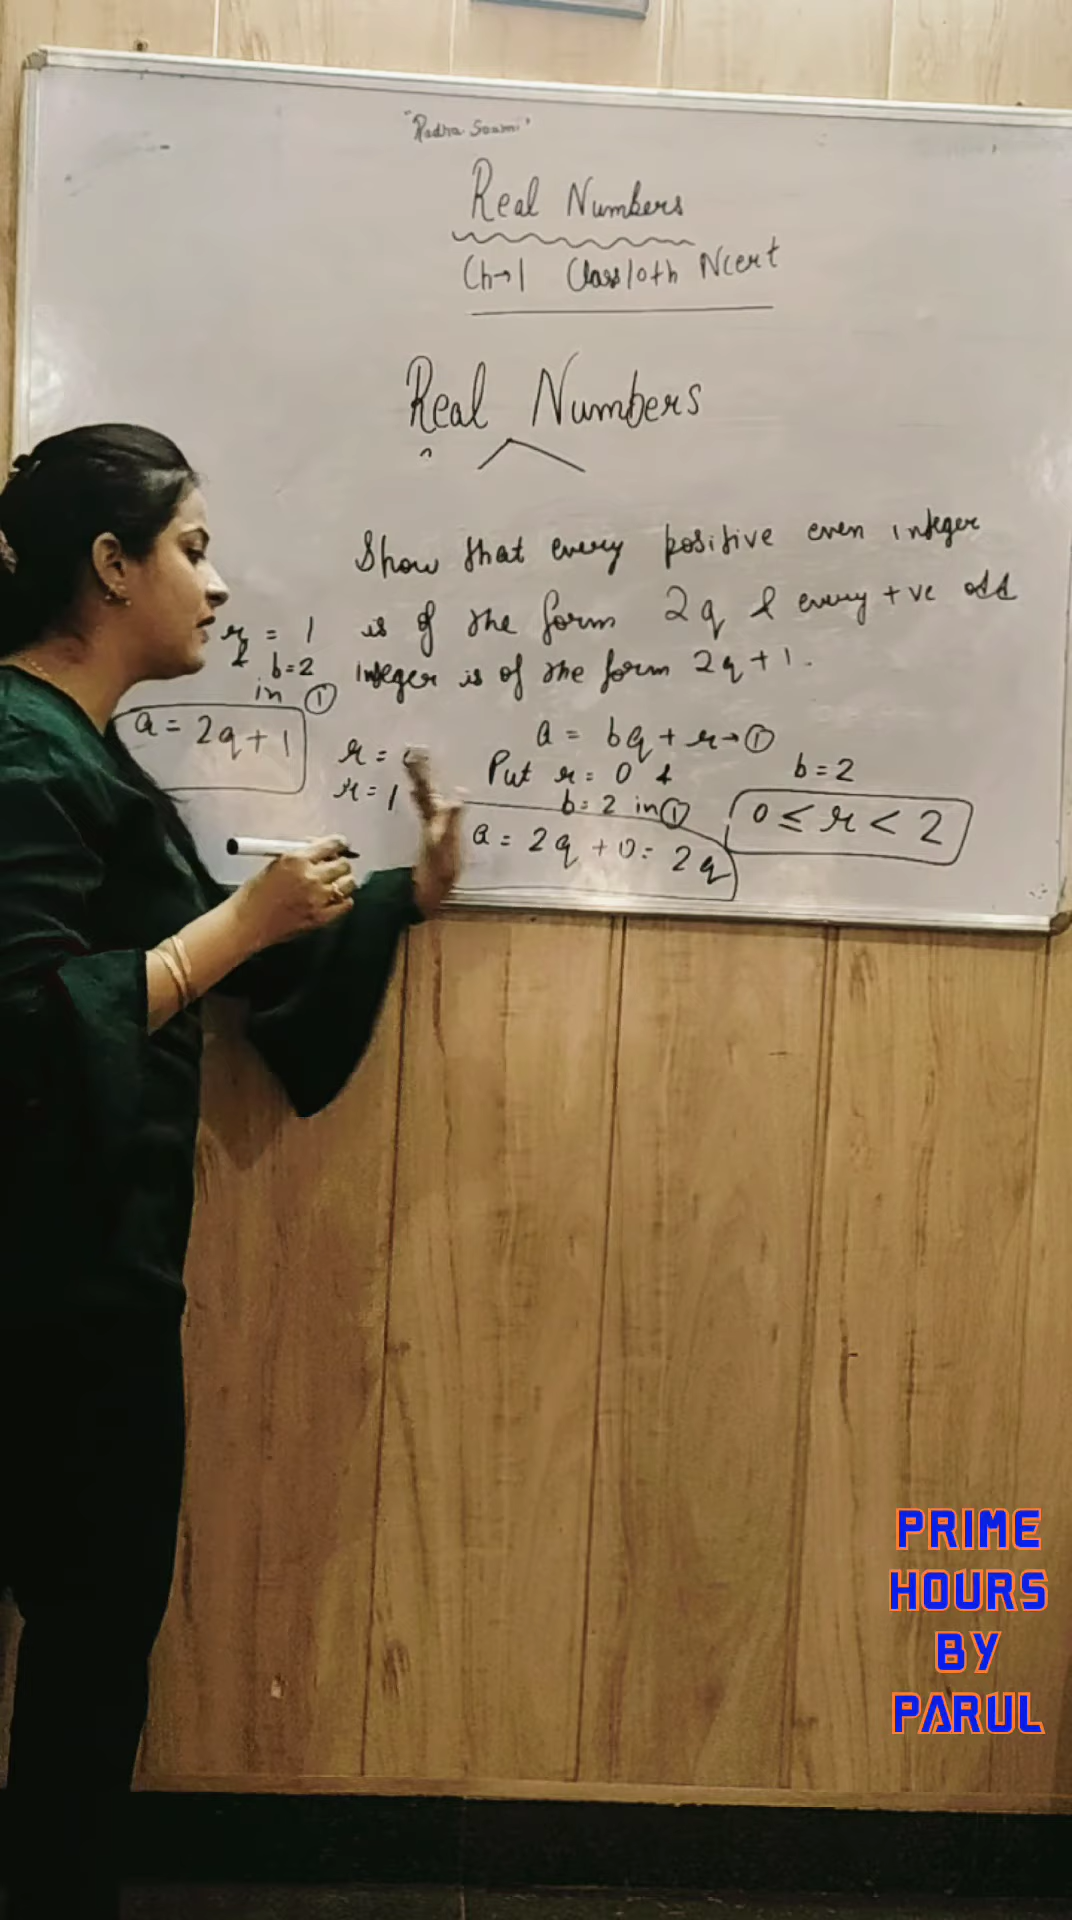 "Radha Soami"
Real Numbers
Ch→1 Class 10th Ncert
Real Numbers
Show that every positive even integer
is of the form 2q & every +ve odd
integer is of the form 2q + 1.
r = 1
& b=2
in ①
a = 2q + 1
a = bq + r → ①
r =
r = 1
Put r = 0 &
b = 2 in ①
a = 2q + 0 = 2q
b = 2
0 ≤ r < 2
PRIME
HOURS
BY
PARUL